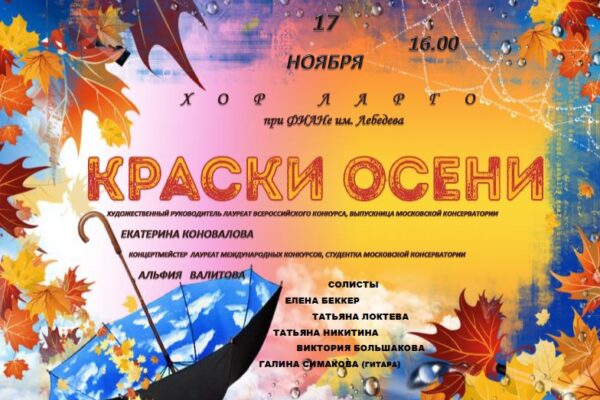 17
НОЯБРЯ
16.00
ХОР ЛАРГО
при ФИАНе им. Лебедева
КРАСКИ ОСЕНИ
ХУДОЖЕСТВЕННЫЙ РУКОВОДИТЕЛЬ ЛАУРЕАТ ВСЕРОССИЙСКОГО КОНКУРСА, ВЫПУСКНИЦА МОСКОВСКОЙ КОНСЕРВАТОРИИ
ЕКАТЕРИНА КОНОВАЛОВА
КОНЦЕРТМЕЙСТЕР ЛАУРЕАТ МЕЖДУНАРОДНЫХ КОНКУРСОВ, СТУДЕНТКА МОСКОВСКОЙ КОНСЕРВАТОРИИ
АЛЬФИЯ ВАЛИТОВА
СОЛИСТЫ
ЕЛЕНА БЕККЕР
ТАТЬЯНА ЛОКТЕВА
ТАТЬЯНА НИКИТИНА
ВИКТОРИЯ БОЛЬШАКОВА
ГАЛИНА СИМАКОВА (ГИТАРА)